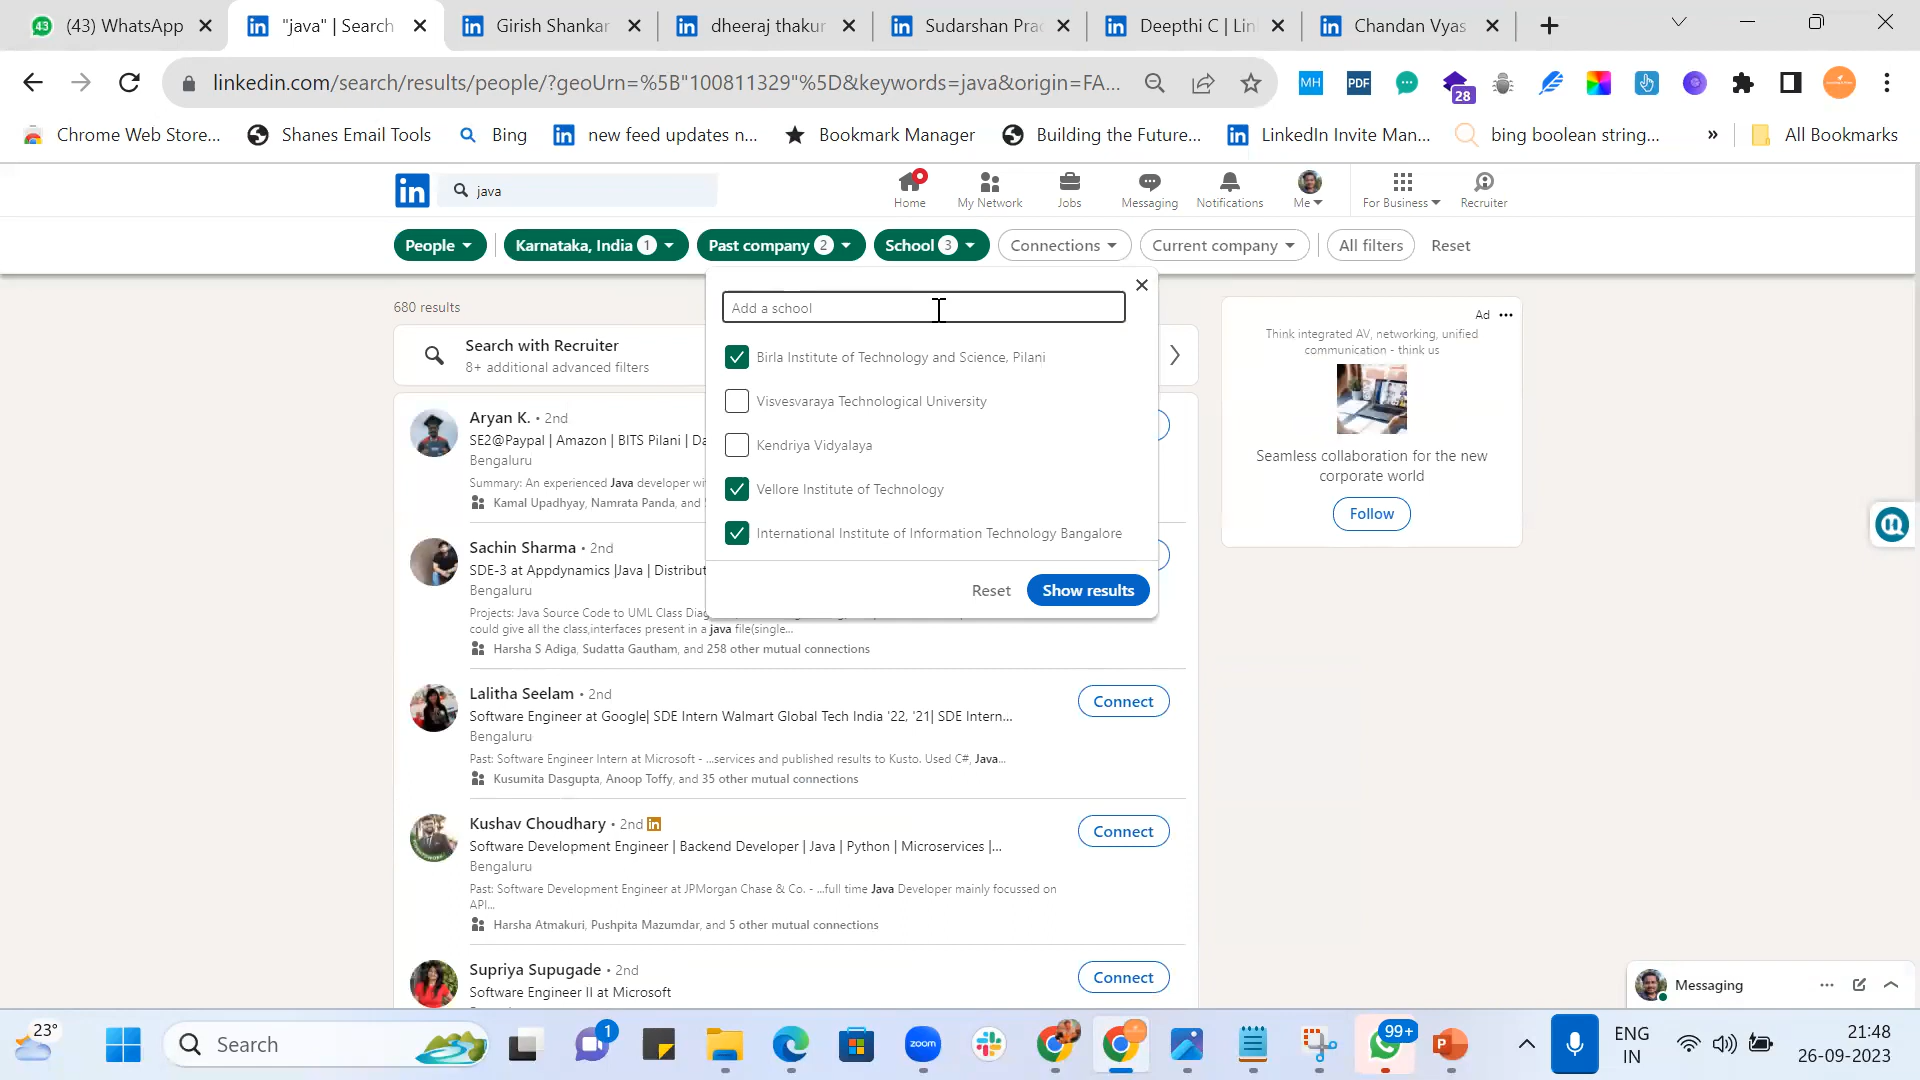 43
(43) WhatsApp
"java" | Search
Girish Shankar
dheeraj thakur
Sudarshan Prac
Deepthi C | Lin
Chandan Vyas
linkedin.com/search/results/people/?geoUrn=%5B"100811329"%5D&keywords=java&origin=FA...
MH
PDF
28
Chrome Web Store...
Shanes Email Tools
Bing
new feed updates n...
Bookmark Manager
Building the Future...
LinkedIn Invite Man...
bing boolean string...
»
All Bookmarks
in
java
Home
My Network
Jobs
Messaging
Notifications
Me
For Business
Recruiter
People
Karnataka, India 1
Past company 2
School 3
Connections
Current company
All filters
Reset
680 results
Search with Recruiter
8+ additional advanced filters
Add a school
Birla Institute of Technology and Science, Pilani
Visvesvaraya Technological University
Kendriya Vidyalaya
Vellore Institute of Technology
International Institute of Information Technology Bangalore
Reset
Show results
Aryan K. • 2nd
SE2@Paypal | Amazon | BITS Pilani | Da
Bengaluru
Summary: An experienced Java developer wi
Kamal Upadhyay, Namrata Panda, and
Sachin Sharma • 2nd
SDE-3 at Appdynamics |Java | Distribut
Bengaluru
Projects: Java Source Code to UML Class Diag
could give all the class,interfaces present in a java file(single...
Harsha S Adiga, Sudatta Gautham, and 258 other mutual connections
Lalitha Seelam • 2nd
Connect
Software Engineer at Google| SDE Intern Walmart Global Tech India '22, '21| SDE Intern...
Bengaluru
Past: Software Engineer Intern at Microsoft - ...services and published results to Kusto. Used C#, Java...
Kusumita Dasgupta, Anoop Toffy, and 35 other mutual connections
Kushav Choudhary • 2nd in
Connect
Software Development Engineer | Backend Developer | Java | Python | Microservices |...
Bengaluru
Past: Software Development Engineer at JPMorgan Chase & Co. - ...full time Java Developer mainly focussed on
API...
Harsha Atmakuri, Pushpita Mazumdar, and 5 other mutual connections
Supriya Supugade • 2nd
Connect
Software Engineer II at Microsoft
Ad
Think integrated AV, networking, unified
communication - think us
Seamless collaboration for the new
corporate world
Follow
Messaging
23°
Search
1
zoom
99+
P
ENG
IN
21:48
26-09-2023